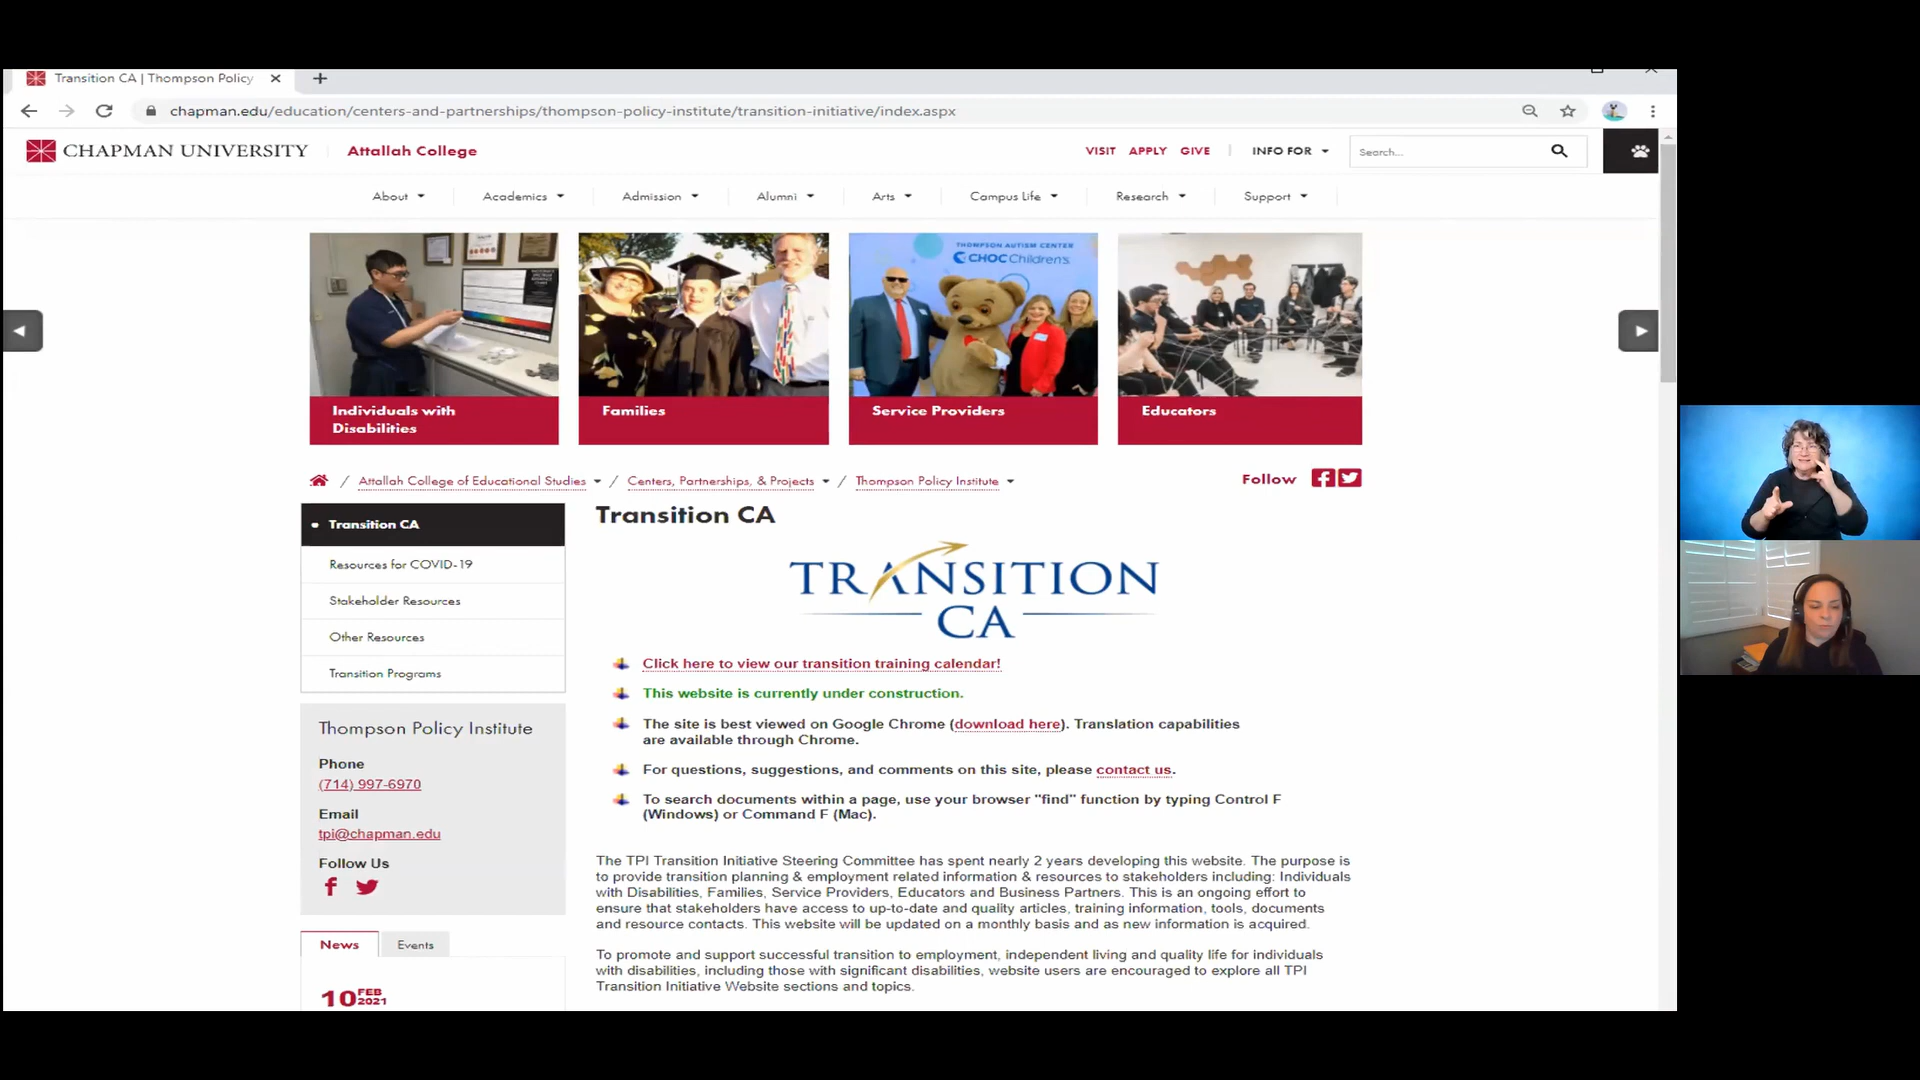 Transition CA | Thompson Policy
chapman.edu/education/centers-and-partnerships/thompson-policy-institute/transition-initiative/index.aspx
CHAPMAN UNIVERSITY
Attallah College
VISIT APPLY GIVE
INFO FOR
Search...
About
Academics
Admission
Alumni
Arts
Campus Life
Research
Support
THOMPSON AUTISM CENTER
CHOC Children's
Individuals with
Disabilities
Families
Service Providers
Educators
/ Attallah College of Educational Studies / Centers, Partnerships, & Projects / Thompson Policy Institute
Follow
Transition CA
Resources for COVID-19
Stakeholder Resources
Other Resources
Transition Programs
Thompson Policy Institute
Phone
(714) 997-6970
Email
tpi@chapman.edu
Follow Us
News
Events
10 FEB
2021
Transition CA
TRANSITION
CA
Click here to view our transition training calendar!
This website is currently under construction.
The site is best viewed on Google Chrome (download here). Translation capabilities
are available through Chrome.
For questions, suggestions, and comments on this site, please contact us.
To search documents within a page, use your browser "find" function by typing Control F
(Windows) or Command F (Mac).
The TPI Transition Initiative Steering Committee has spent nearly 2 years developing this website. The purpose is
to provide transition planning & employment related information & resources to stakeholders including: Individuals
with Disabilities, Families, Service Providers, Educators and Business Partners. This is an ongoing effort to
ensure that stakeholders have access to up-to-date and quality articles, training information, tools, documents
and resource contacts. This website will be updated on a monthly basis and as new information is acquired.
To promote and support successful transition to employment, independent living and quality life for individuals
with disabilities, including those with significant disabilities, website users are encouraged to explore all TPI
Transition Initiative Website sections and topics.